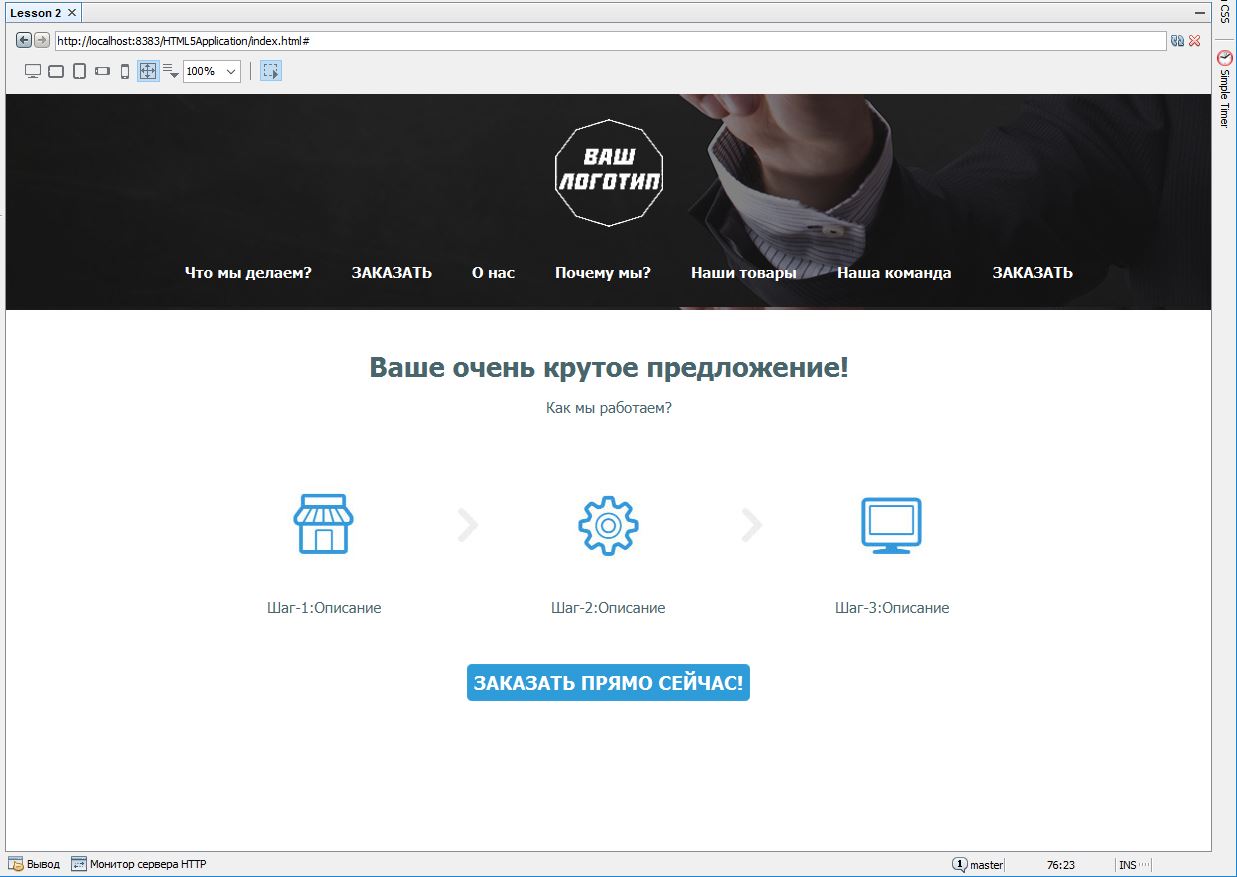 Lesson 2
http://localhost:8383/HTML5Application/index.html#
100%
CSS
Simple Timer
ВАШ
ЛОГОТИП
Что мы делаем? ЗАКАЗАТЬ О нас Почему мы? Наши товары Наша команда ЗАКАЗАТЬ
Ваше очень крутое предложение!
Как мы работаем?
Шаг-1:Описание Шаг-2:Описание Шаг-3:Описание
ЗАКАЗАТЬ ПРЯМО СЕЙЧАС!
Вывод Монитор сервера HTTP 1 master 76:23 INS